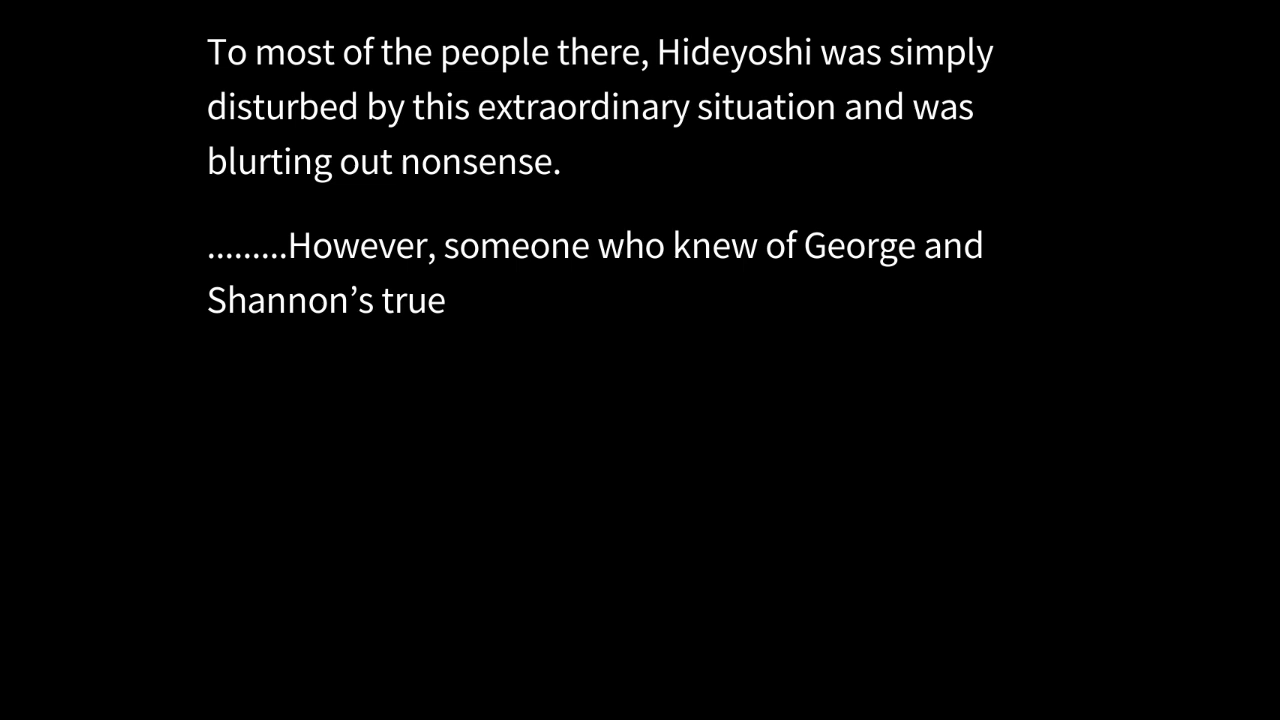 To most of the people there, Hideyoshi was simply
disturbed by this extraordinary situation and was
blurting out nonsense.
.........However, someone who knew of George and
Shannon’s true